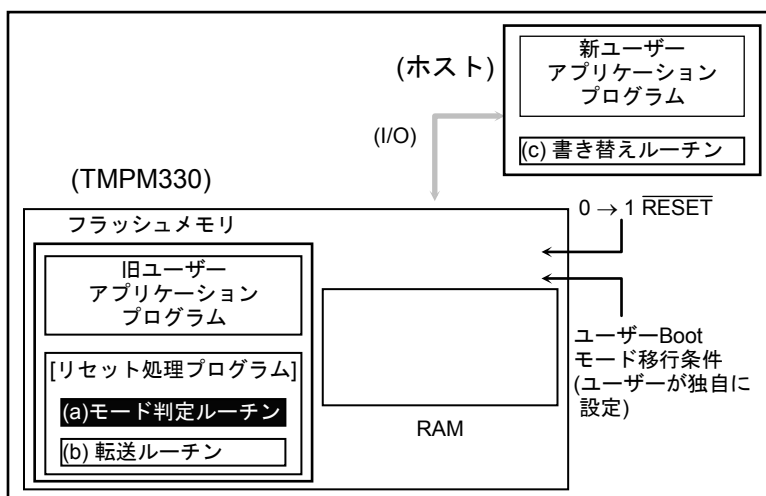 (ホスト)
新ユーザー
アプリケーション
プログラム
(c) 書き替えルーチン
(I/O)
(TMPM330)
0 → 1 RESET
フラッシュメモリ
旧ユーザー
アプリケーション
プログラム
[リセット処理プログラム]
(a)モード判定ルーチン
(b) 転送ルーチン
RAM
ユーザーBoot
モード移行条件
(ユーザーが独自に
設定)